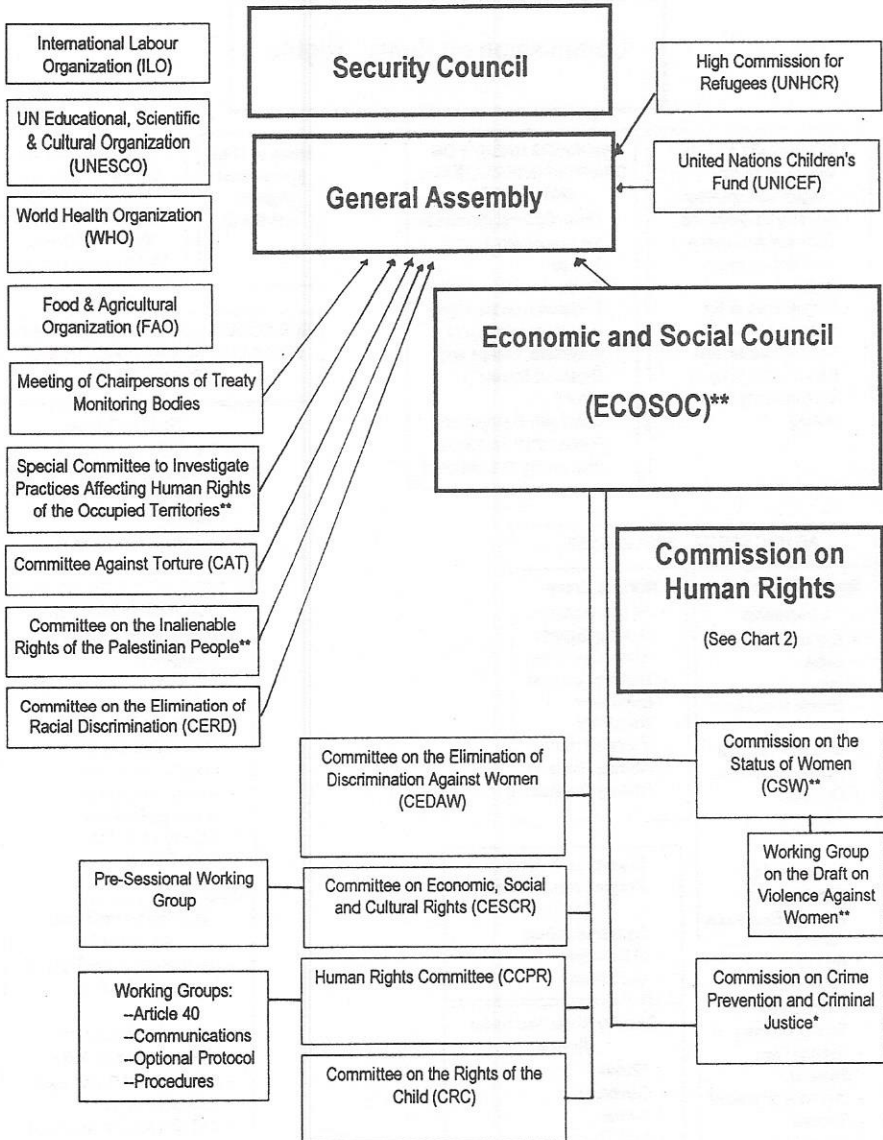 International Labour
Organization (ILO)
UN Educational, Scientific
& Cultural Organization
(UNESCO)
World Health Organization
(WHO)
Food & Agricultural
Organization (FAO)
Meeting of Chairpersons of Treaty
Monitoring Bodies
Special Committee to Investigate
Practices Affecting Human Rights
of the Occupied Territories**
Committee Against Torture (CAT)
Committee on the Inalienable
Rights of the Palestinian People**
Committee on the Elimination of
Racial Discrimination (CERD)
Security Council
General Assembly
High Commission for
Refugees (UNHCR)
United Nations Children's
Fund (UNICEF)
Economic and Social Council
(ECOSOC)**
Commission on
Human Rights
(See Chart 2)
Committee on the Elimination of
Discrimination Against Women
(CEDAW)
Commission on the
Status of Women
(CSW)**
Working Group
on the Draft on
Violence Against
Women**
Pre-Sessional Working
Group
Committee on Economic, Social
and Cultural Rights (CESCR)
Working Groups:
--Article 40
--Communications
--Optional Protocol
--Procedures
Human Rights Committee (CCPR)
Commission on Crime
Prevention and Criminal
Justice*
Committee on the Rights of the
Child (CRC)